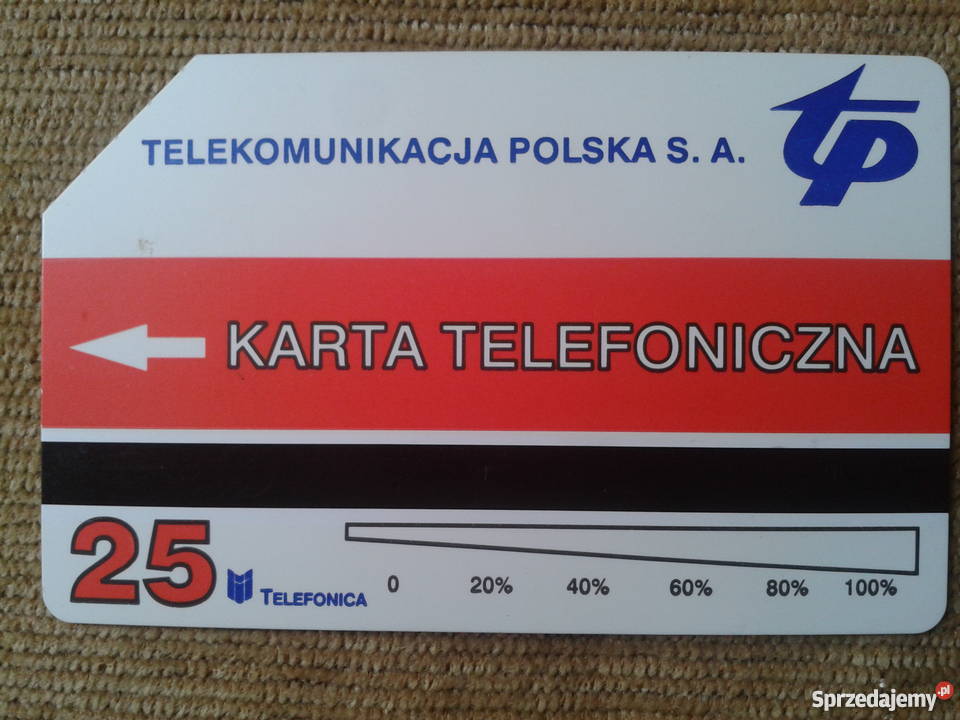 TELEKOMUNIKACJA POLSKA S. A.
tp
KARTA TELEFONICZNA
25
TELEFONICA
0 20% 40% 60% 80% 100%
Sprzedajemy.pl